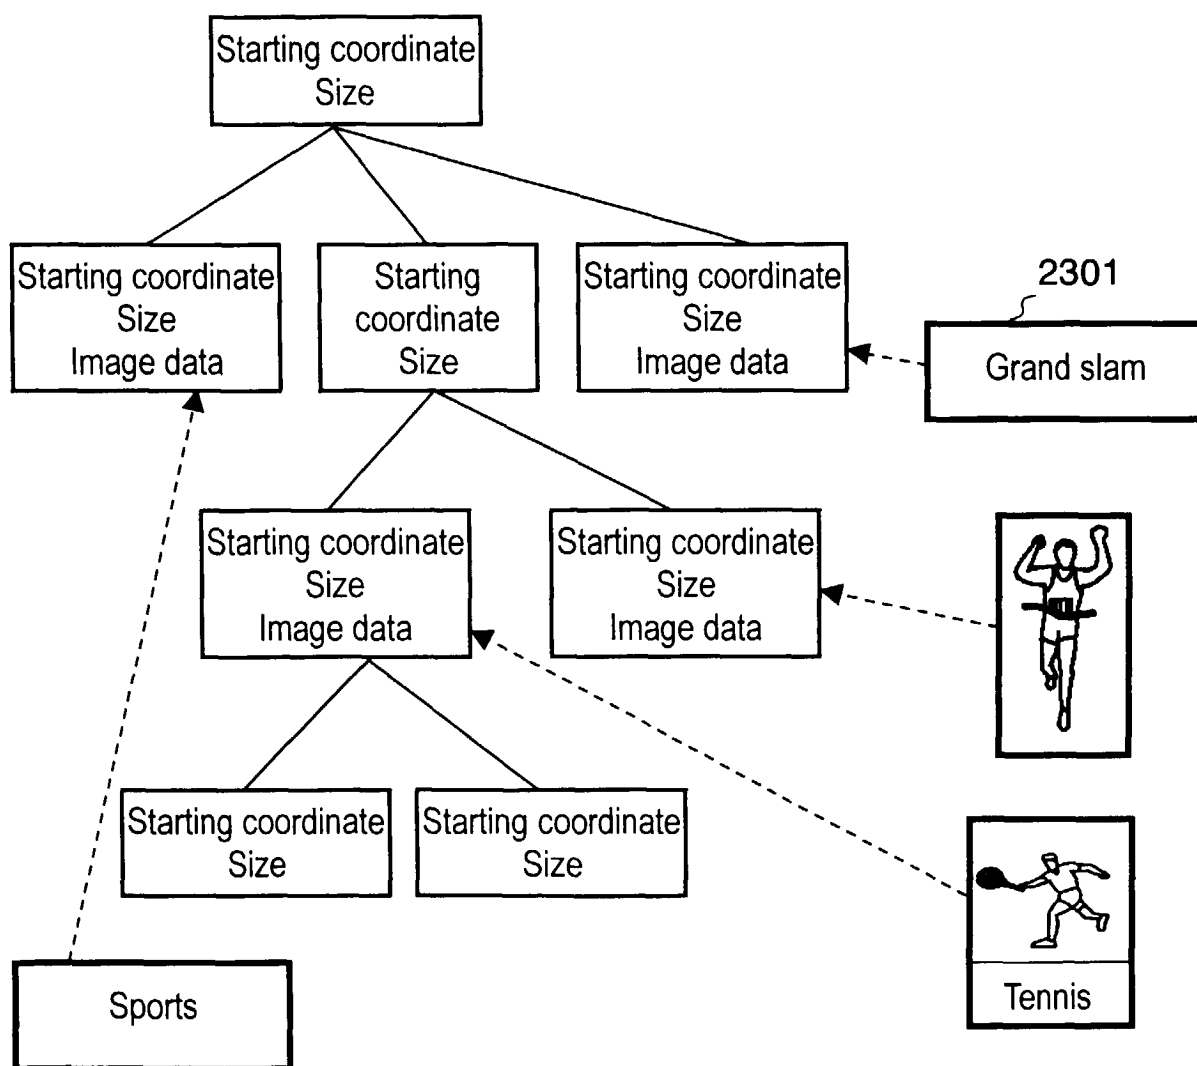 Starting coordinate
Size
Starting coordinate
Size
Image data
Starting
coordinate
Size
Starting coordinate
Size
Image data
2301
Grand slam
Starting coordinate
Size
Image data
Starting coordinate
Size
Image data
Starting coordinate
Size
Starting coordinate
Size
Sports
Tennis